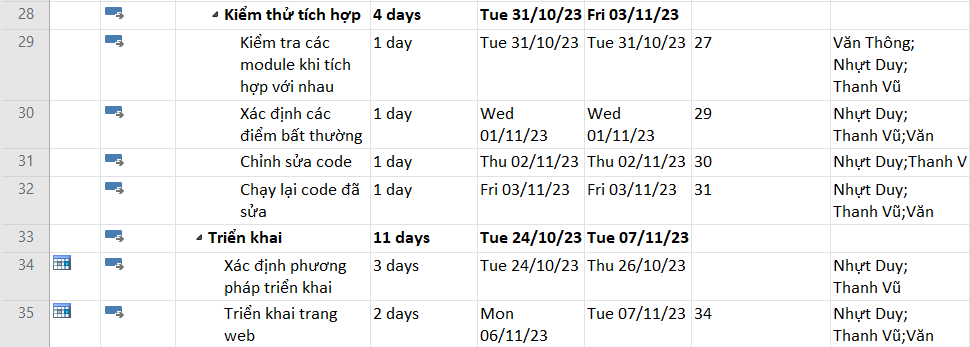 28 Kiểm thử tích hợp 4 days Tue 31/10/23 Fri 03/11/23
29 Kiểm tra các 1 day Tue 31/10/23 Tue 31/10/23 27 Văn Thông;
module khi tích Nhựt Duy;
hợp với nhau Thanh Vũ
30 Xác định các 1 day Wed Wed 29 Nhựt Duy;
điểm bất thường 01/11/23 01/11/23 Thanh Vũ;Văn
31 Chỉnh sửa code 1 day Thu 02/11/23 Thu 02/11/23 30 Nhựt Duy;Thanh V
32 Chạy lại code đã 1 day Fri 03/11/23 Fri 03/11/23 31 Nhựt Duy;
sửa Thanh Vũ;Văn
33 Triển khai 11 days Tue 24/10/23 Tue 07/11/23
34 Xác định phương 3 days Tue 24/10/23 Thu 26/10/23 Nhựt Duy;
pháp triển khai Thanh Vũ
35 Triển khai trang 2 days Mon Tue 07/11/23 34 Nhựt Duy;
web 06/11/23 Thanh Vũ;Văn